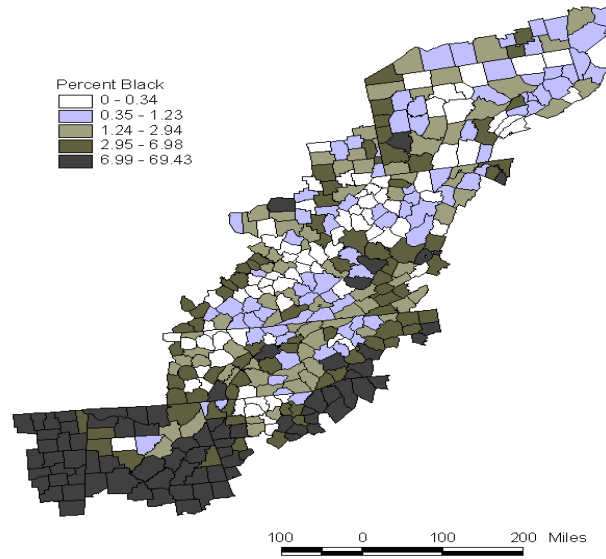 Percent Black
0 - 0.34
0.35 - 1.23
1.24 - 2.94
2.95 - 6.98
6.99 - 69.43
100 0 100 200 Miles